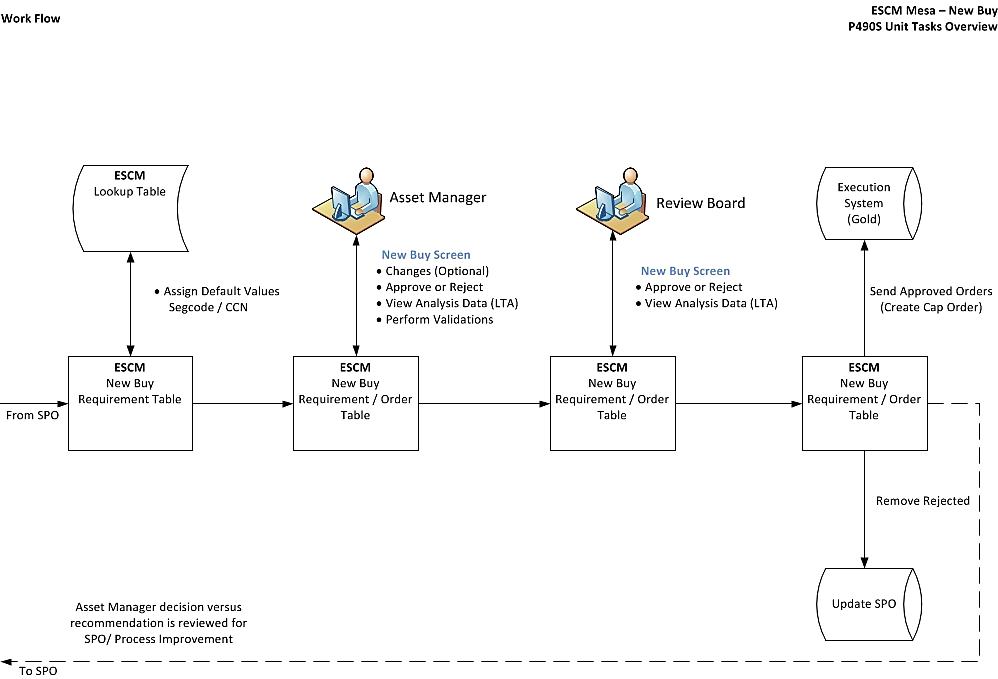 Work Flow
ESCM Mesa – New Buy
P490S Unit Tasks Overview
ESCM
Lookup Table
• Assign Default Values
Segcode / CCN
Asset Manager
New Buy Screen
• Changes (Optional)
• Approve or Reject
• View Analysis Data (LTA)
• Perform Validations
Review Board
New Buy Screen
• Approve or Reject
• View Analysis Data (LTA)
Execution
System
(Gold)
Send Approved Orders
(Create Cap Order)
From SPO
ESCM
New Buy
Requirement Table
ESCM
New Buy
Requirement / Order
Table
ESCM
New Buy
Requirement / Order
Table
ESCM
New Buy
Requirement / Order
Table
Remove Rejected
Update SPO
Asset Manager decision versus
recommendation is reviewed for
SPO/ Process Improvement
To SPO